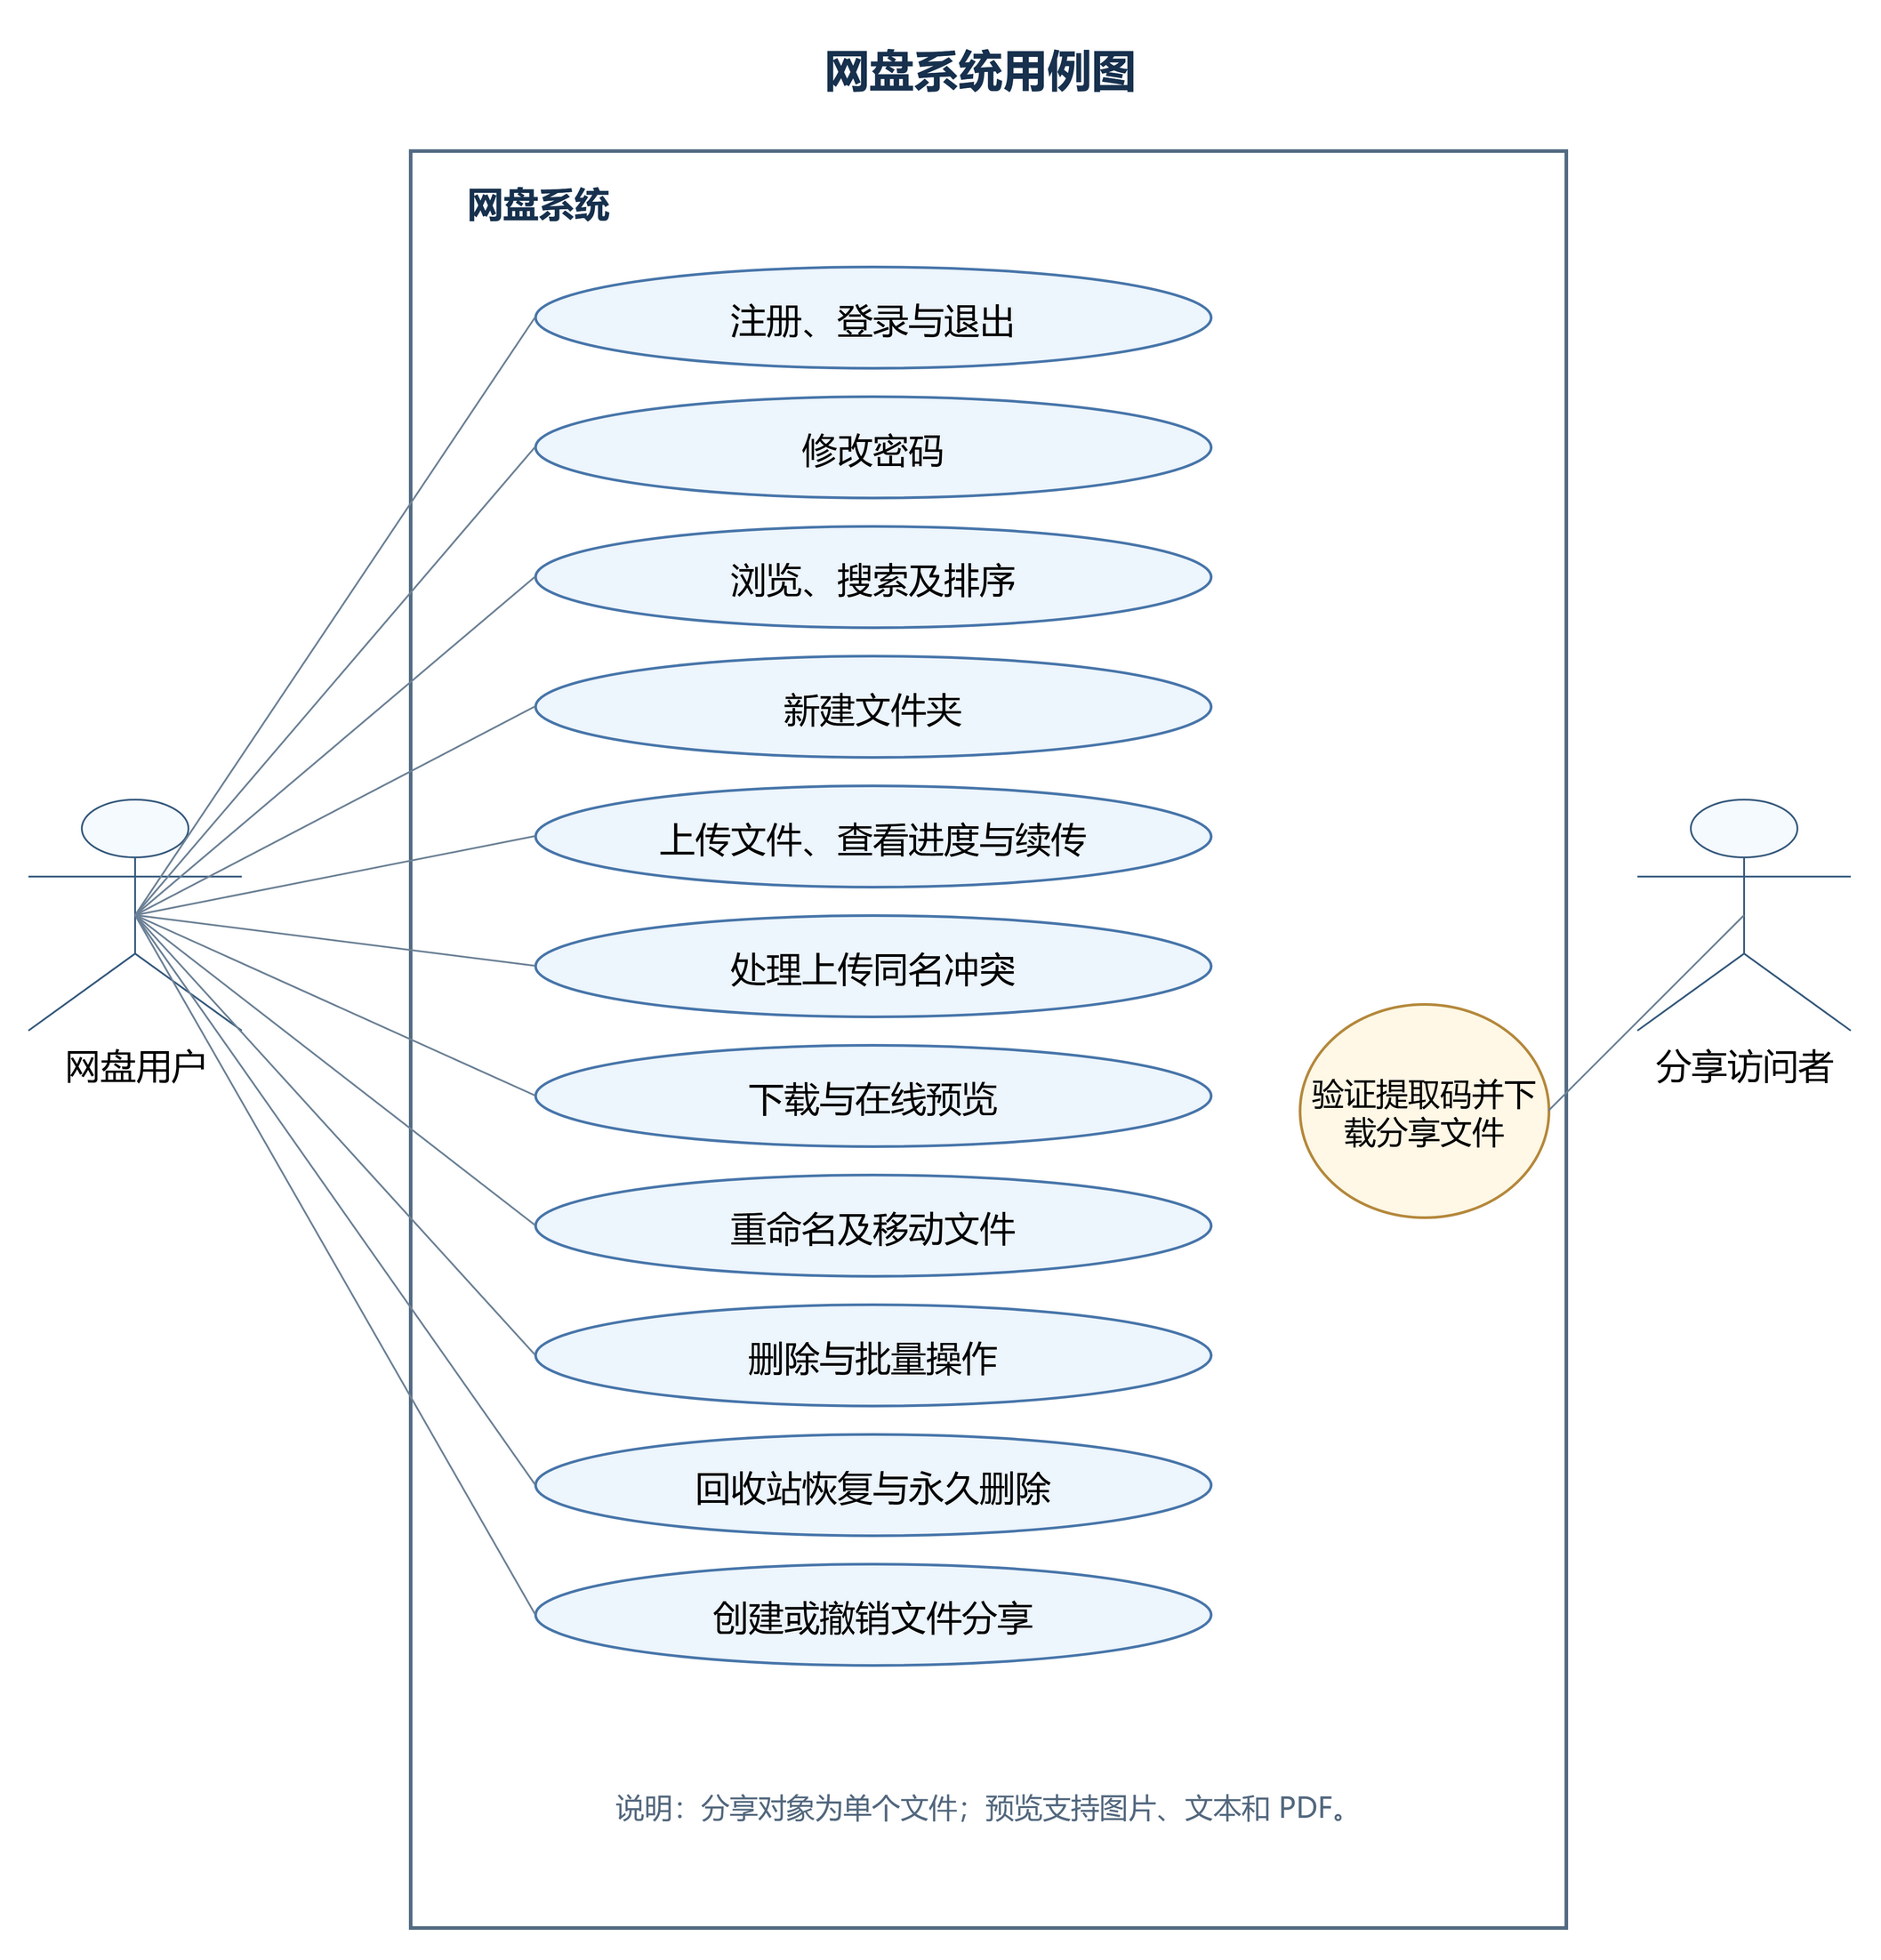 网盘系统用例图
网盘系统
注册、登录与退出
修改密码
浏览、搜索及排序
新建文件夹
上传文件、查看进度与续传
处理上传同名冲突
下载与在线预览
重命名及移动文件
删除与批量操作
回收站恢复与永久删除
创建或撤销文件分享
网盘用户
验证提取码并下
载分享文件
分享访问者
说明：分享对象为单个文件；预览支持图片、文本和 PDF。